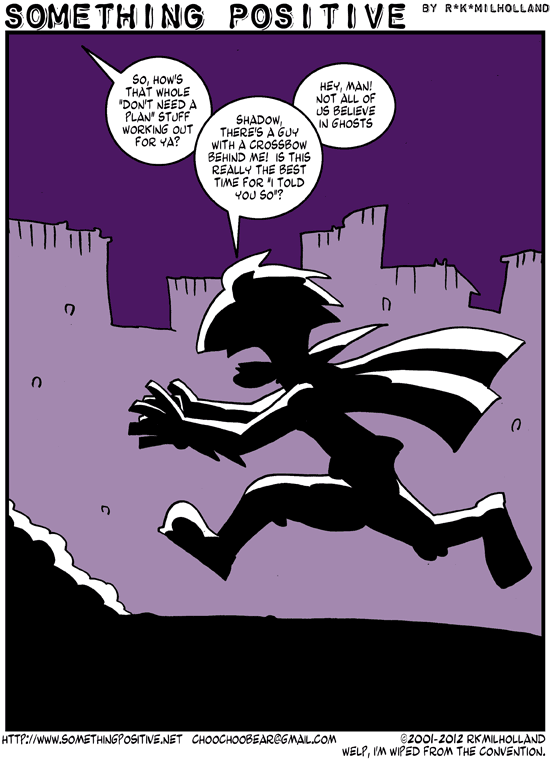 SOMETHING POSITIVE BY R*K*MILHOLLAND
SO, HOW'S
THAT WHOLE
"DON'T NEED A
PLAN" STUFF
WORKING OUT
FOR YA?
SHADOW,
THERE'S A GUY
WITH A CROSSBOW
BEHIND ME! IS THIS
REALLY THE BEST
TIME FOR "I TOLD
YOU SO"?
HEY, MAN!
NOT ALL OF
US BELIEVE
IN GHOSTS
HTTP://WWW.SOMETHINGPOSITIVE.NET CHOOCHOOBEAR@GMAIL.COM ©2001-2012 RKMILHOLLAND
WELP, I'M WIPED FROM THE CONVENTION.